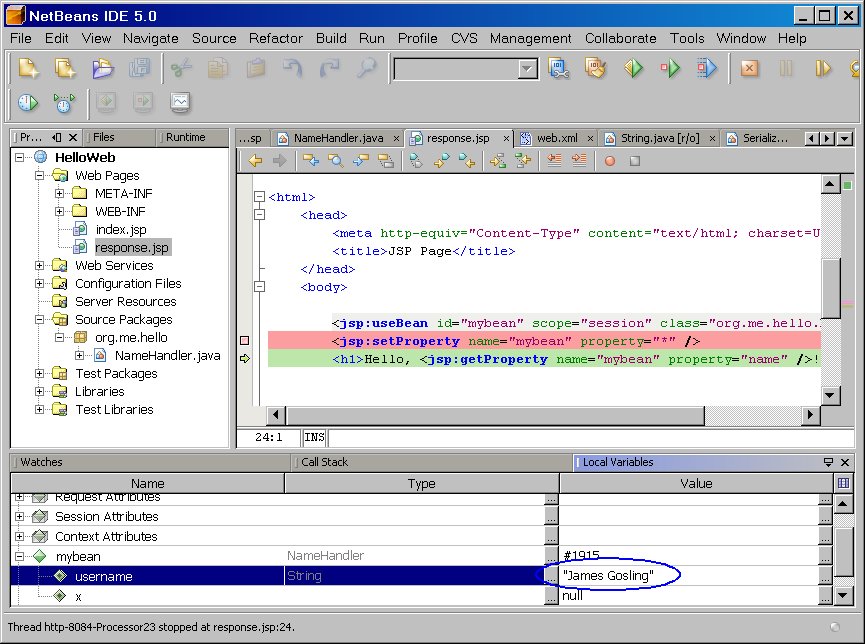 NetBeans IDE 5.0
File Edit View Navigate Source Refactor Build Run Profile CVS Management Collaborate Tools Window Help
Pr... Files Runtime
HelloWeb
Web Pages
META-INF
WEB-INF
index.jsp
response.jsp
Web Services
Configuration Files
Server Resources
Source Packages
org.me.hello
NameHandler.java
Test Packages
Libraries
Test Libraries
...sp NameHandler.java response.jsp web.xml String.java [r/o] Serializ...
<html>
<head>
<meta http-equiv="Content-Type" content="text/html; charset=U
<title>JSP Page</title>
</head>
<body>
<jsp:useBean id="mybean" scope="session" class="org.me.hello.
<jsp:setProperty name="mybean" property="*" />
<h1>Hello, <jsp:getProperty name="mybean" property="name" />!
24:1 INS
Watches Call Stack Local Variables
Name Type Value
Request Attributes
Session Attributes
Context Attributes
mybean NameHandler #1915
username String "James Gosling"
x null
Thread http-8084-Processor23 stopped at response.jsp:24.